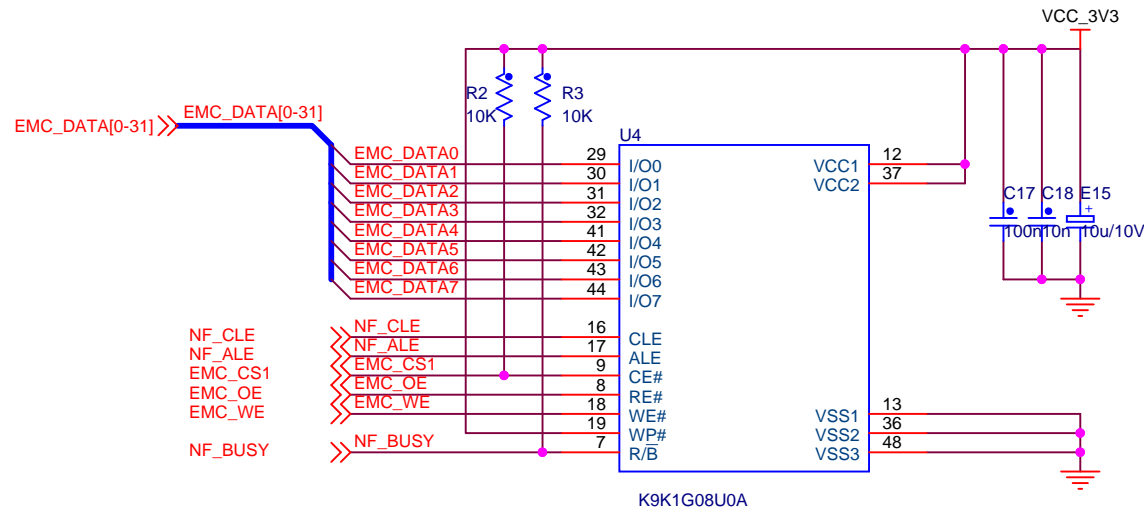 VCC_3V3
R2
10K
R3
10K
EMC_DATA[0-31]
EMC_DATA[0-31]
U4
EMC_DATA0 29 I/O0
EMC_DATA1 30 I/O1
EMC_DATA2 31 I/O2
EMC_DATA3 32 I/O3
EMC_DATA4 41 I/O4
EMC_DATA5 42 I/O5
EMC_DATA6 43 I/O6
EMC_DATA7 44 I/O7
VCC1 12
VCC2 37
C17
100n
C18
10n
E15
+
10u/10V
NF_CLE NF_CLE 16 CLE
NF_ALE NF_ALE 17 ALE
EMC_CS1 EMC_CS1 9 CE#
EMC_OE EMC_OE 8 RE#
EMC_WE EMC_WE 18 WE#
19 WP#
NF_BUSY NF_BUSY 7 R/B
VSS1 13
VSS2 36
VSS3 48
K9K1G08U0A